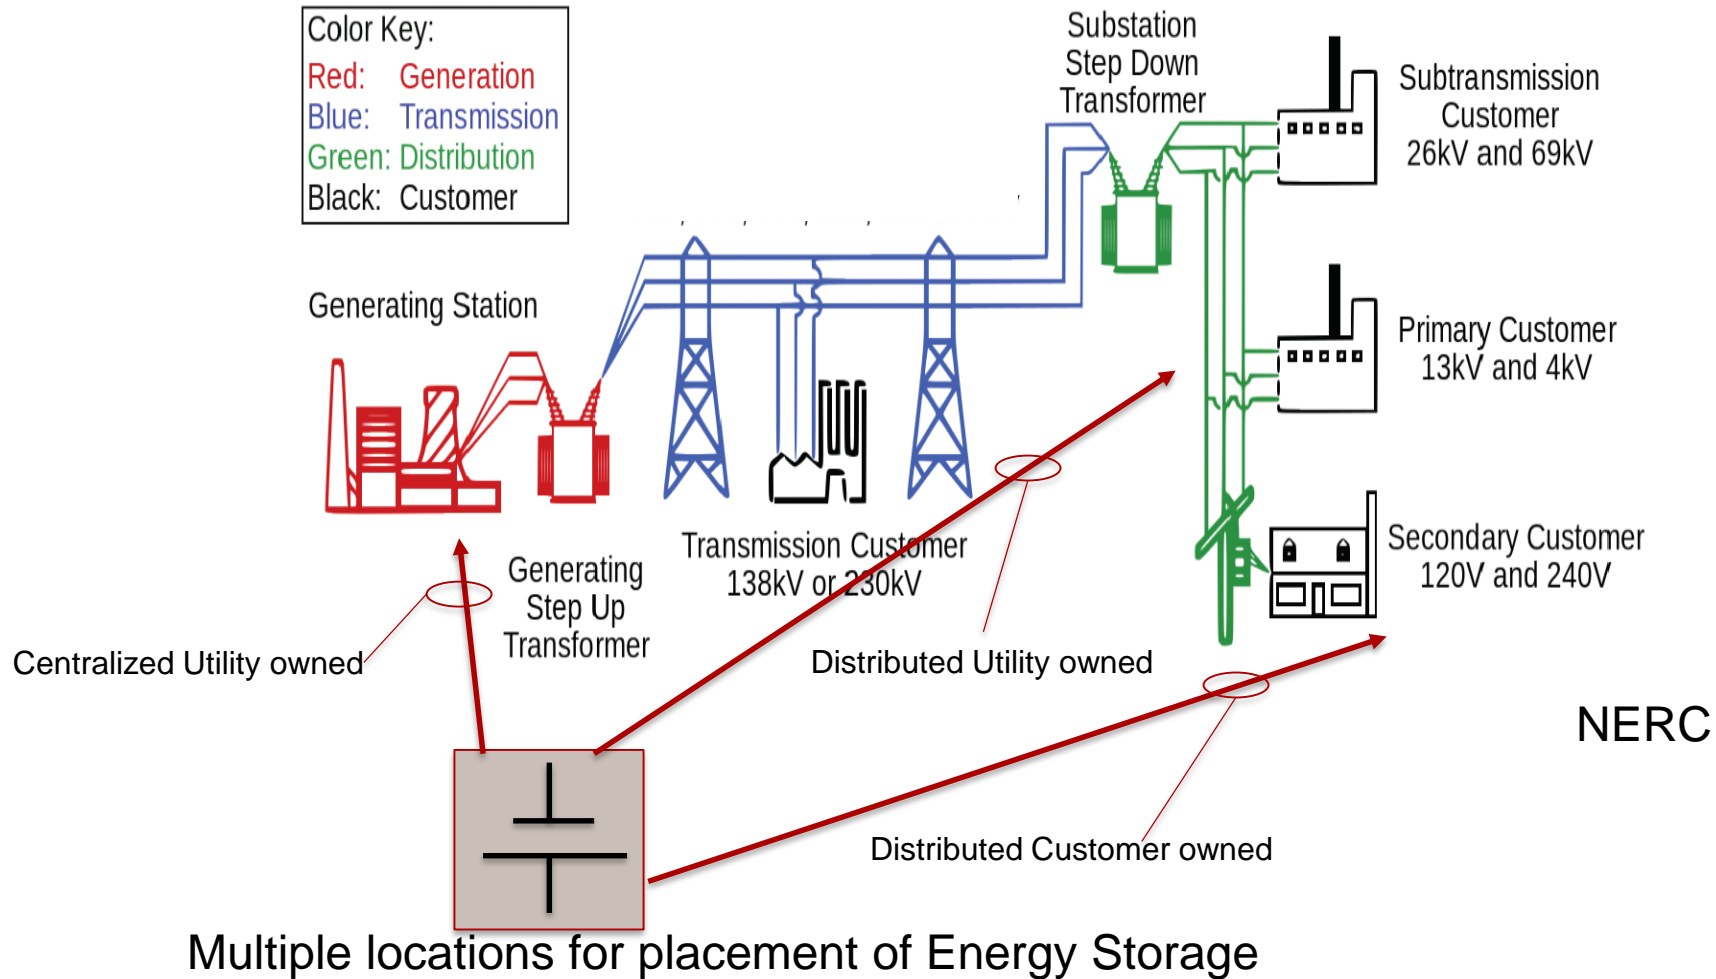 Color Key:
Red: Generation
Blue: Transmission
Green: Distribution
Black: Customer
Substation
Step Down
Transformer
Subtransmission
Customer
26kV and 69kV
Generating Station
Primary Customer
13kV and 4kV
Transmission Customer
138kV or 230kV
Secondary Customer
120V and 240V
Generating
Step Up
Transformer
Centralized Utility owned
Distributed Utility owned
NERC
Distributed Customer owned
Multiple locations for placement of Energy Storage